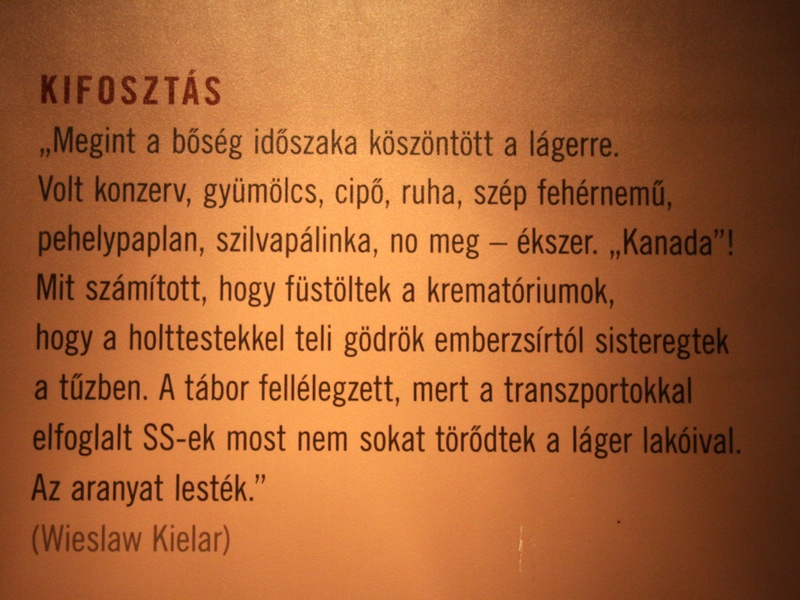 KIFOSZTÁS
„Megint a bőség időszaka köszöntött a lágerre.
Volt konzerv, gyümölcs, cipő, ruha, szép fehérnemű,
pehelypaplan, szilvapálinka, no meg – ékszer. „Kanada”!
Mit számított, hogy füstöltek a krematóriumok,
hogy a holttestekkel teli gödrök emberzsírtól sisteregtek
a tűzben. A tábor fellélegzett, mert a transzportokkal
elfoglalt SS-ek most nem sokat törődtek a láger lakóival.
Az aranyat lesték.”
(Wieslaw Kielar)